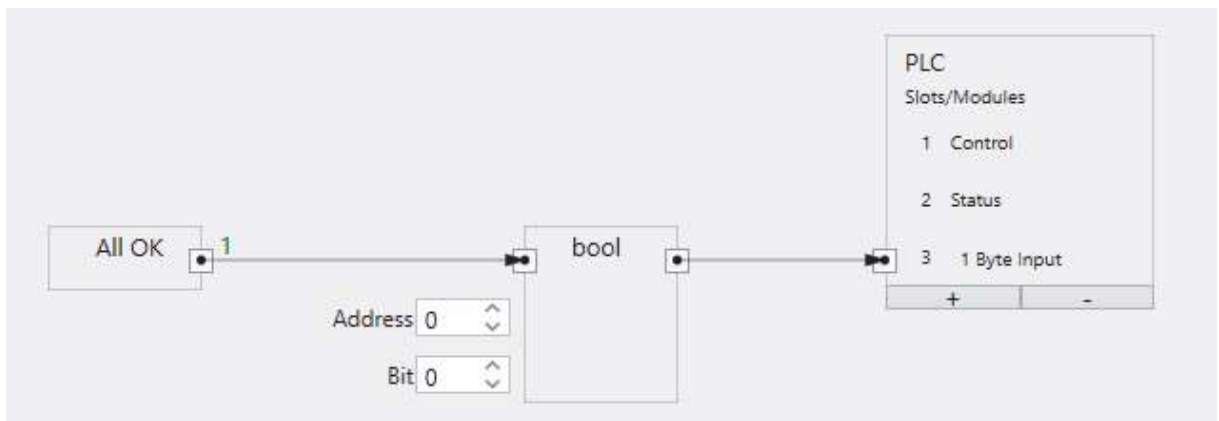 PLC
Slots/Modules
1 Control
2 Status
All OK 1 bool 3 1 Byte Input
+ -
Address 0
Bit 0